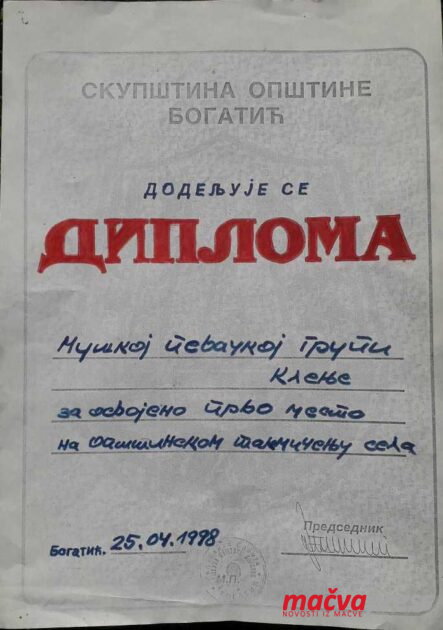 СКУПШТИНА ОПШТИНЕ
БОГАТИЋ
ДОДЕЉУЈЕ СЕ
ДИПЛОМА
Мушкој певачкој групи
Клење
за освојено прво место
на општинском такмичењу села
Богатић. 25.04.1998
Председник
М.П.
mačva
NOVOSTI IZ MAČVE